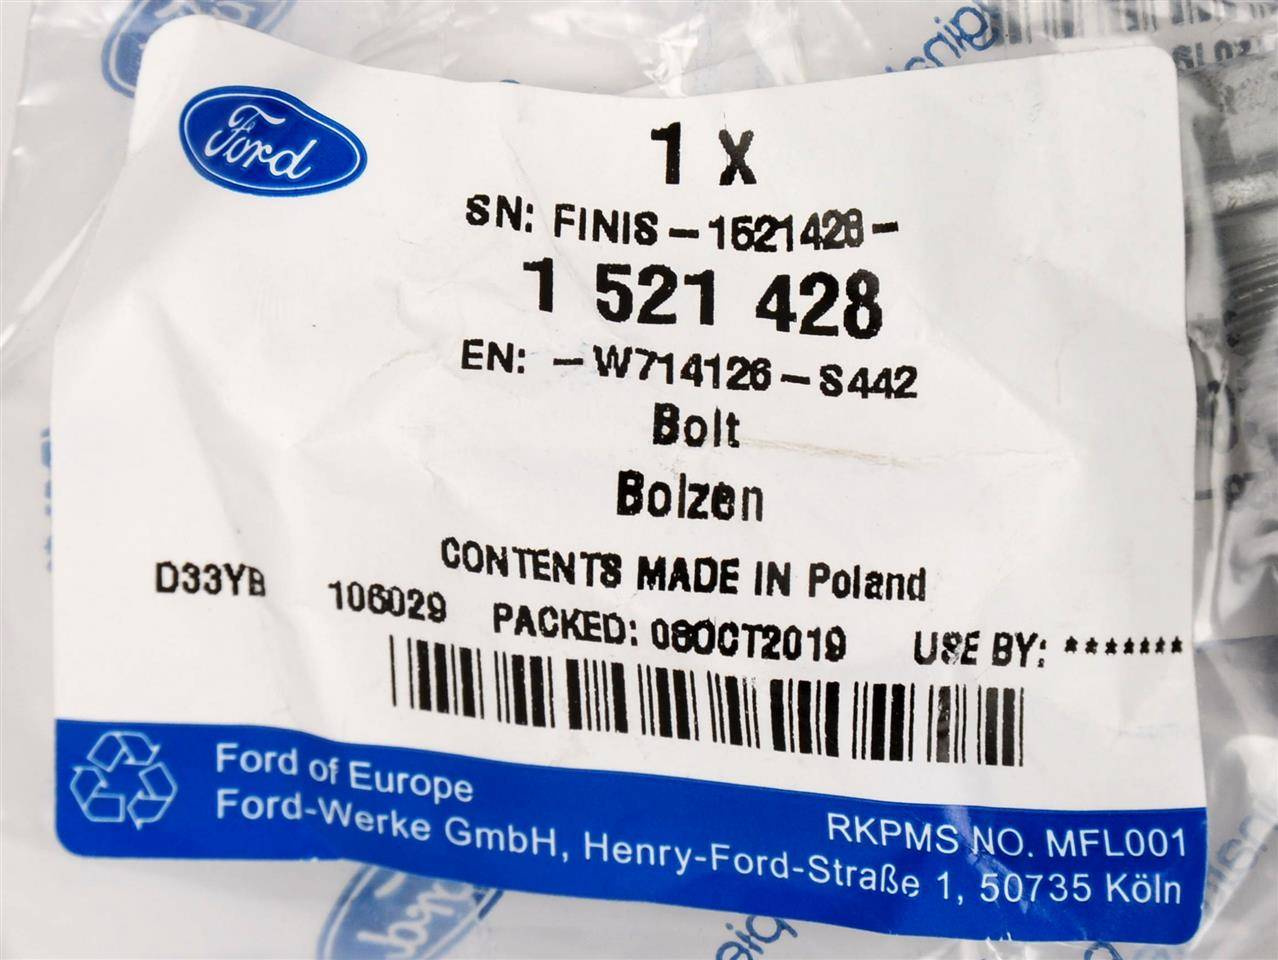 Ford
1 X
SN: FINIS-1521428-
1 521 428
EN: -W714126-S442
Bolt
Bolzen
CONTENTS MADE IN Poland
D33YB 106029 PACKED: 08OCT2019 USE BY: *******
Ford of Europe
Ford-Werke GmbH, Henry-Ford-Straße 1, 50735 Köln
RKPMS NO. MFL001
Ford